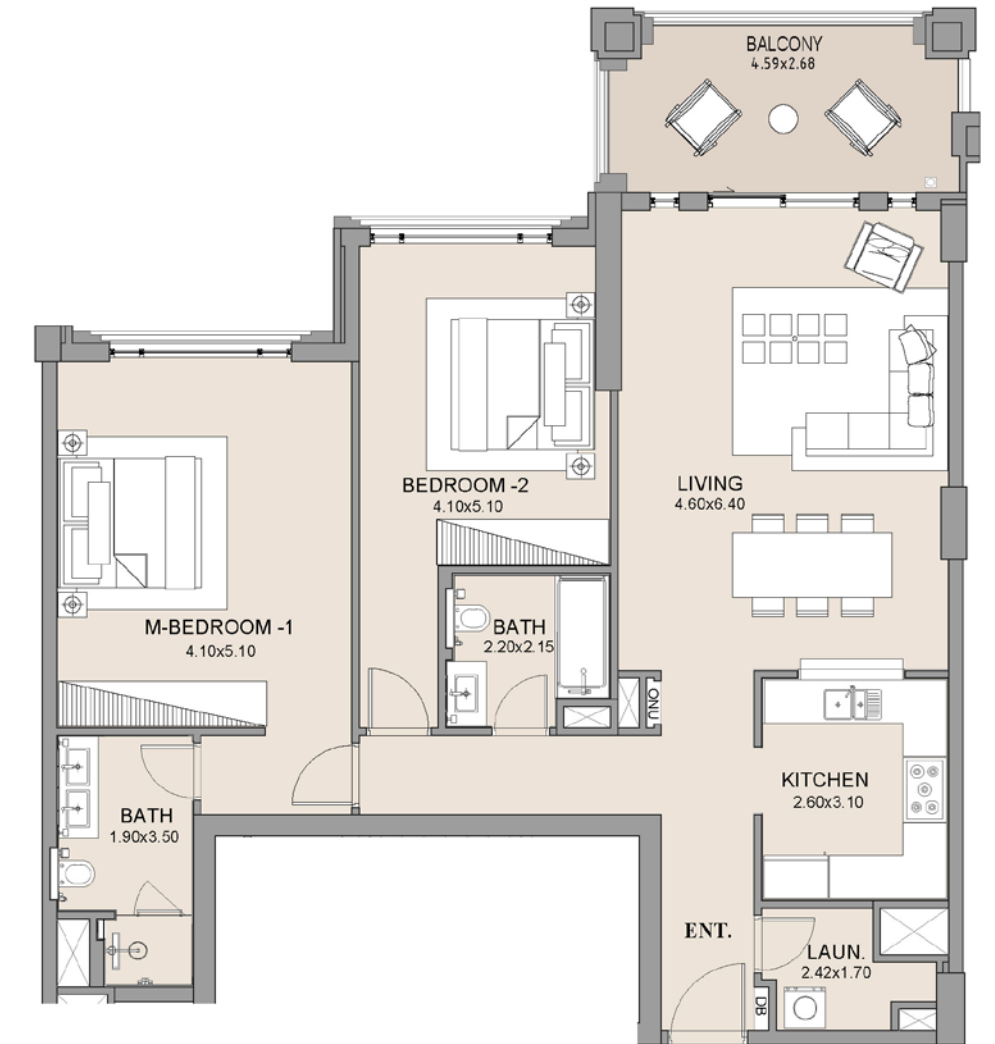 BALCONY
4.59x2.68
LIVING
4.60x6.40
BEDROOM -2
4.10x5.10
M-BEDROOM -1
4.10x5.10
BATH
2.20x2.15
ONU
KITCHEN
2.60x3.10
BATH
1.90x3.50
ENT.
LAUN.
2.42x1.70
DB